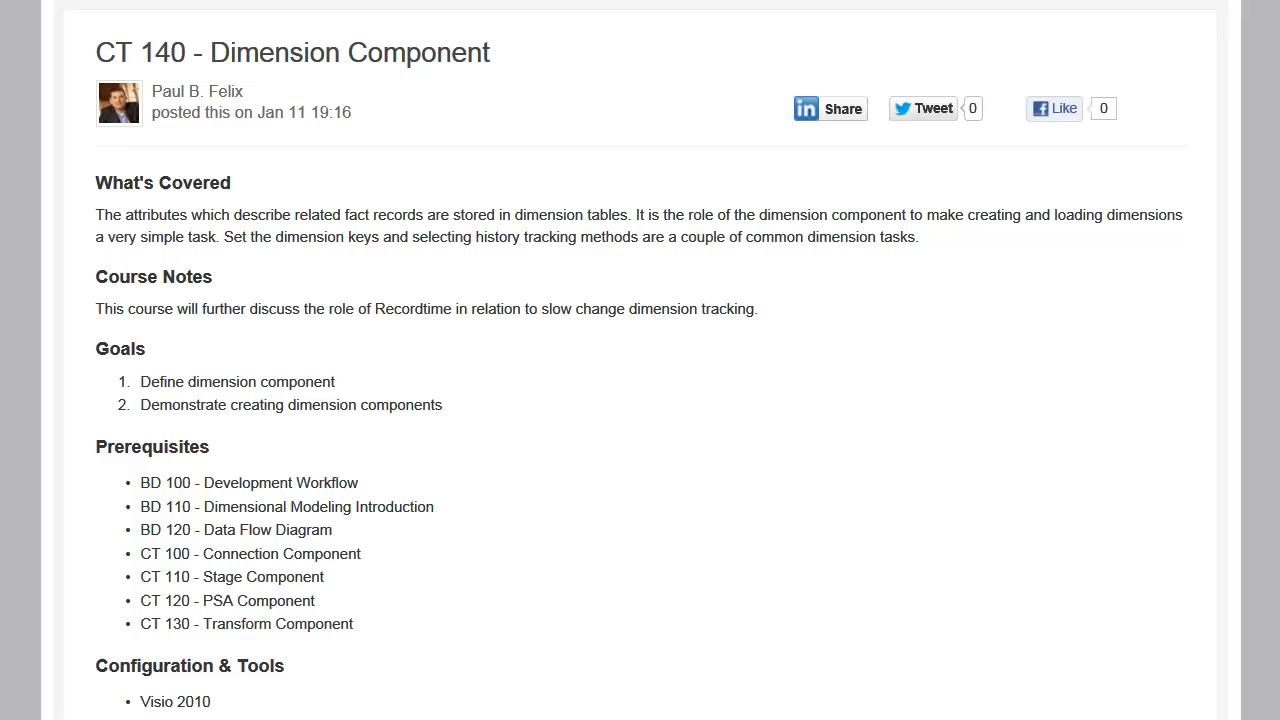 CT 140 - Dimension Component
Paul B. Felix
posted this on Jan 11 19:16
in Share
Tweet 0
Like 0
What's Covered
The attributes which describe related fact records are stored in dimension tables. It is the role of the dimension component to make creating and loading dimensions
a very simple task. Set the dimension keys and selecting history tracking methods are a couple of common dimension tasks.
Course Notes
This course will further discuss the role of Recordtime in relation to slow change dimension tracking.
Goals
1. Define dimension component
2. Demonstrate creating dimension components
Prerequisites
• BD 100 - Development Workflow
• BD 110 - Dimensional Modeling Introduction
• BD 120 - Data Flow Diagram
• CT 100 - Connection Component
• CT 110 - Stage Component
• CT 120 - PSA Component
• CT 130 - Transform Component
Configuration & Tools
• Visio 2010